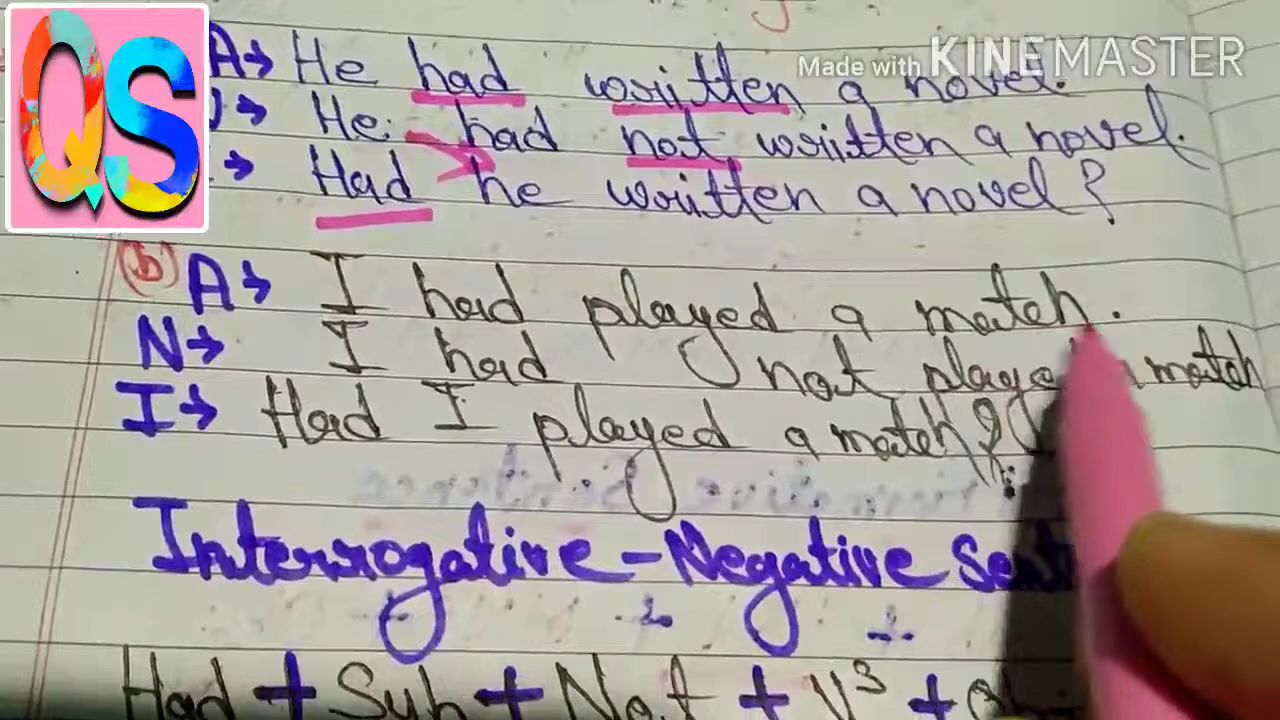 QS
Made with KINEMASTER
A→ He had written a novel.
→ He had not written a novel.
→ Had he written a novel?
(b) A→ I had played a match.
N→ I had not played a match
I→ Had I played a match?
Interrogative-Negative
Had + Sub + Not + V³ +